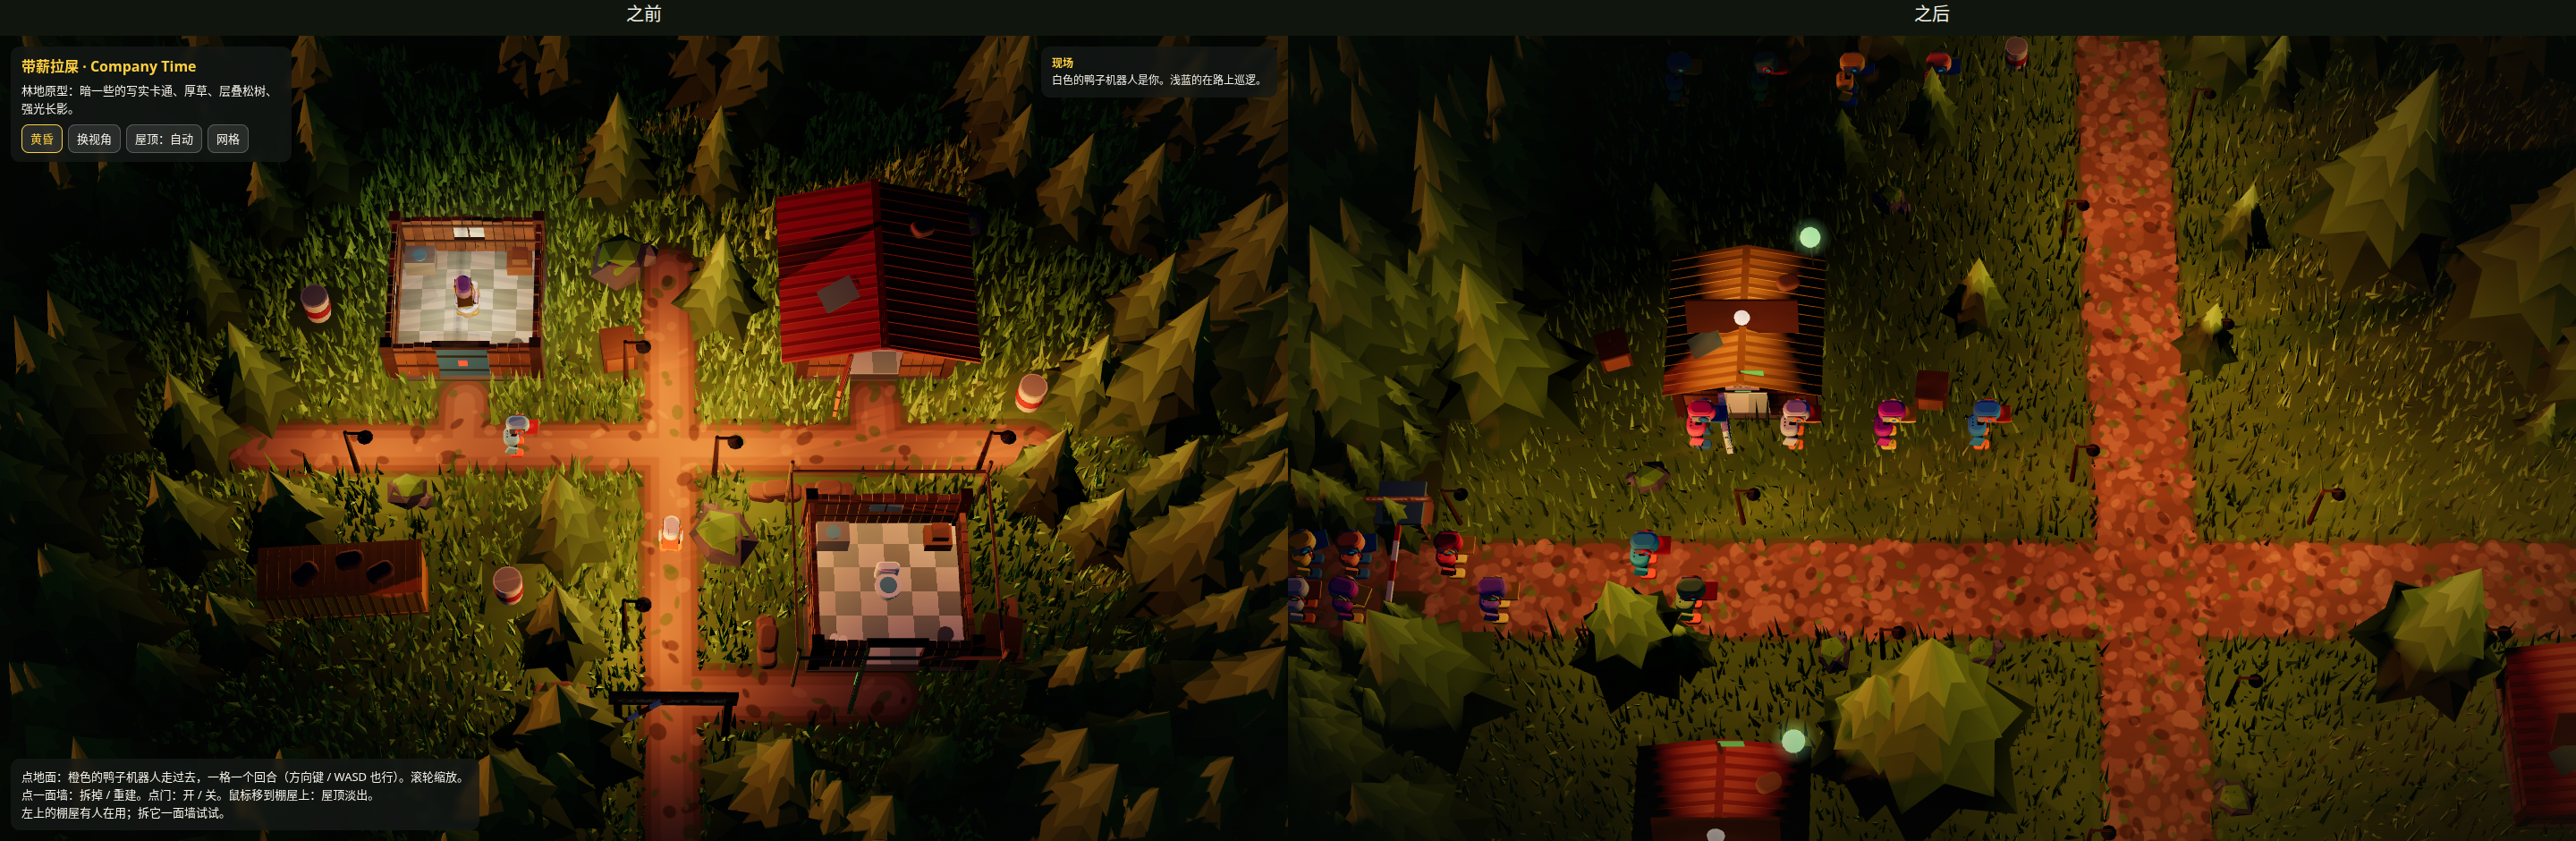 之前
之后
带薪拉屎 · Company Time
林地原型：暗一些的写实卡通、厚草、层叠松树、
强光长影。
黄昏 换视角 屋顶：自动 网格
现场
白色的鸭子机器人是你。浅蓝的在路上巡逻。
点地面：橙色的鸭子机器人走过去，一格一个回合（方向键 / WASD 也行）。滚轮缩放。
点一面墙：拆掉 / 重建。点门：开 / 关。鼠标移到棚屋上：屋顶淡出。
左上的棚屋有人在用；拆它一面墙试试。